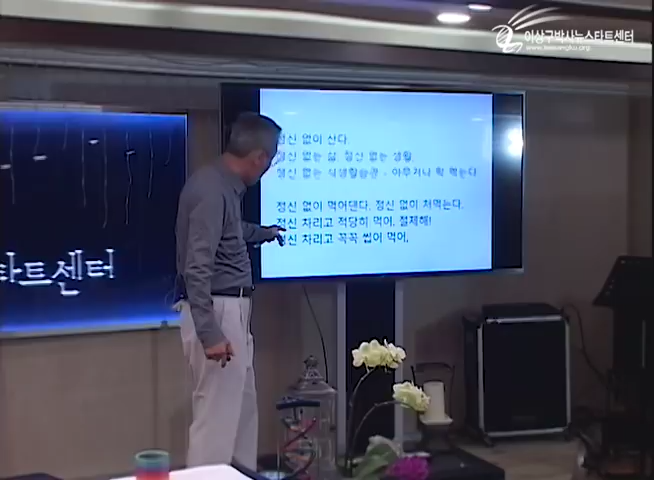 이상구박사뉴스타트센터
www.leesangku.org
정신 없이 산다
정신 없는 삶, 정신 없는 생활
정신 없는 식생활습관 - 아무거나 막 먹는다
정신 없이 먹어댄다. 정신 없이 처먹는다.
정신 차리고 적당히 먹어, 절제해!
정신 차리고 꼭꼭 씹어 먹어,
타트센터